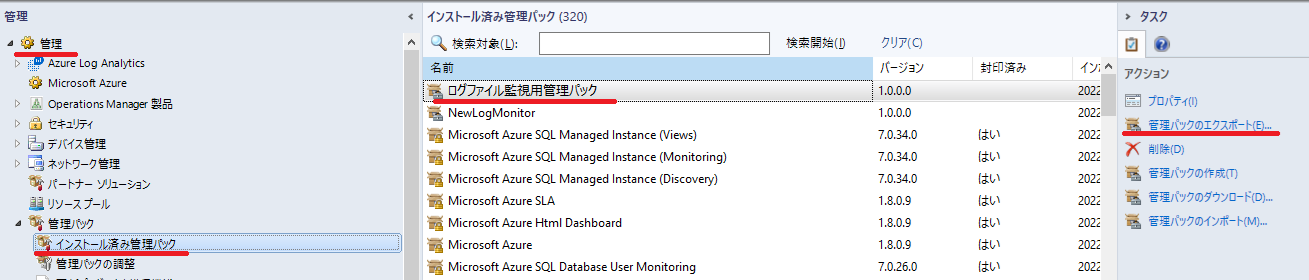 管理
管理
Azure Log Analytics
Microsoft Azure
Operations Manager 製品
セキュリティ
デバイス管理
ネットワーク管理
パートナー ソリューション
リソース プール
管理パック
インストール済み管理パック
管理パックの調整
インストール済み管理パック (320)
検索対象(L):
検索開始(I)
クリア(C)
名前 バージョン 封印済み インオ
ログファイル監視用管理パック 1.0.0.0 2022
NewLogMonitor 1.0.0.0 2022
Microsoft Azure SQL Managed Instance (Views) 7.0.34.0 はい 2022
Microsoft Azure SQL Managed Instance (Monitoring) 7.0.34.0 はい 2022
Microsoft Azure SQL Managed Instance (Discovery) 7.0.34.0 はい 2022
Microsoft Azure SLA 1.8.0.9 はい 2022
Microsoft Azure Html Dashboard 1.8.0.9 はい 2022
Microsoft Azure 1.8.0.9 はい 2022
Microsoft Azure SQL Database User Monitoring 7.0.26.0 はい 2022
タスク
アクション
プロパティ(I)
管理パックのエクスポート(E)...
削除(D)
管理パックの作成(T)
管理パックのダウンロード(D)...
管理パックのインポート(M)...